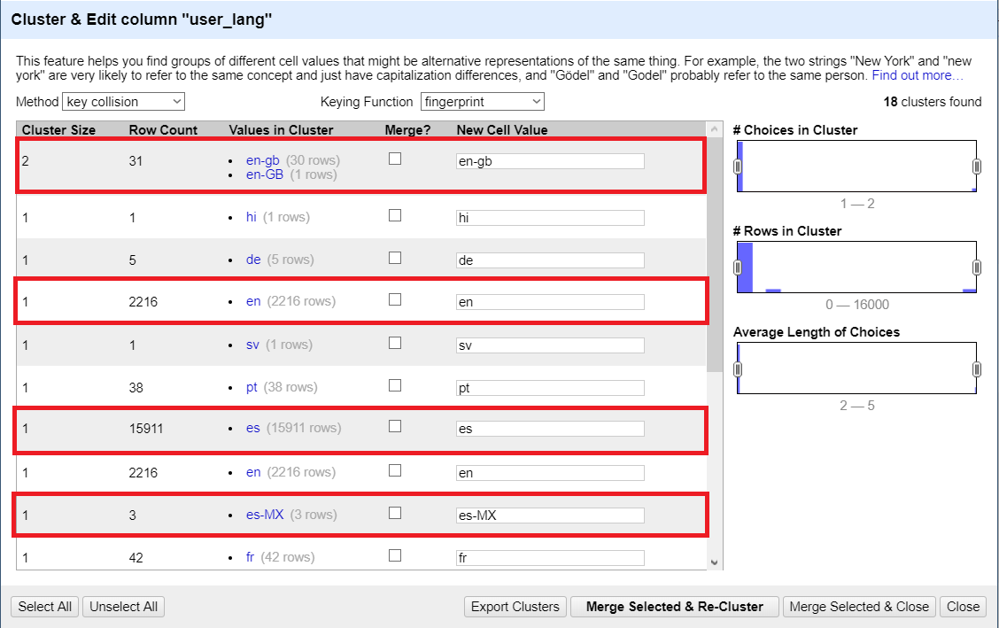 Cluster & Edit column "user_lang"
This feature helps you find groups of different cell values that might be alternative representations of the same thing. For example, the two strings "New York" and "new
york" are very likely to refer to the same concept and just have capitalization differences, and "Gödel" and "Godel" probably refer to the same person. Find out more…
Method key collision Keying Function fingerprint 18 clusters found
Cluster Size Row Count Values in Cluster Merge? New Cell Value
2 31 • en-gb (30 rows) en-gb
• en-GB (1 rows)
1 1 • hi (1 rows) hi
1 5 • de (5 rows) de
1 2216 • en (2216 rows) en
1 1 • sv (1 rows) sv
1 38 • pt (38 rows) pt
1 15911 • es (15911 rows) es
1 2216 • en (2216 rows) en
1 3 • es-MX (3 rows) es-MX
1 42 • fr (42 rows) fr
# Choices in Cluster
1 — 2
# Rows in Cluster
0 — 16000
Average Length of Choices
2 — 5
Select All Unselect All Export Clusters Merge Selected & Re-Cluster Merge Selected & Close Close